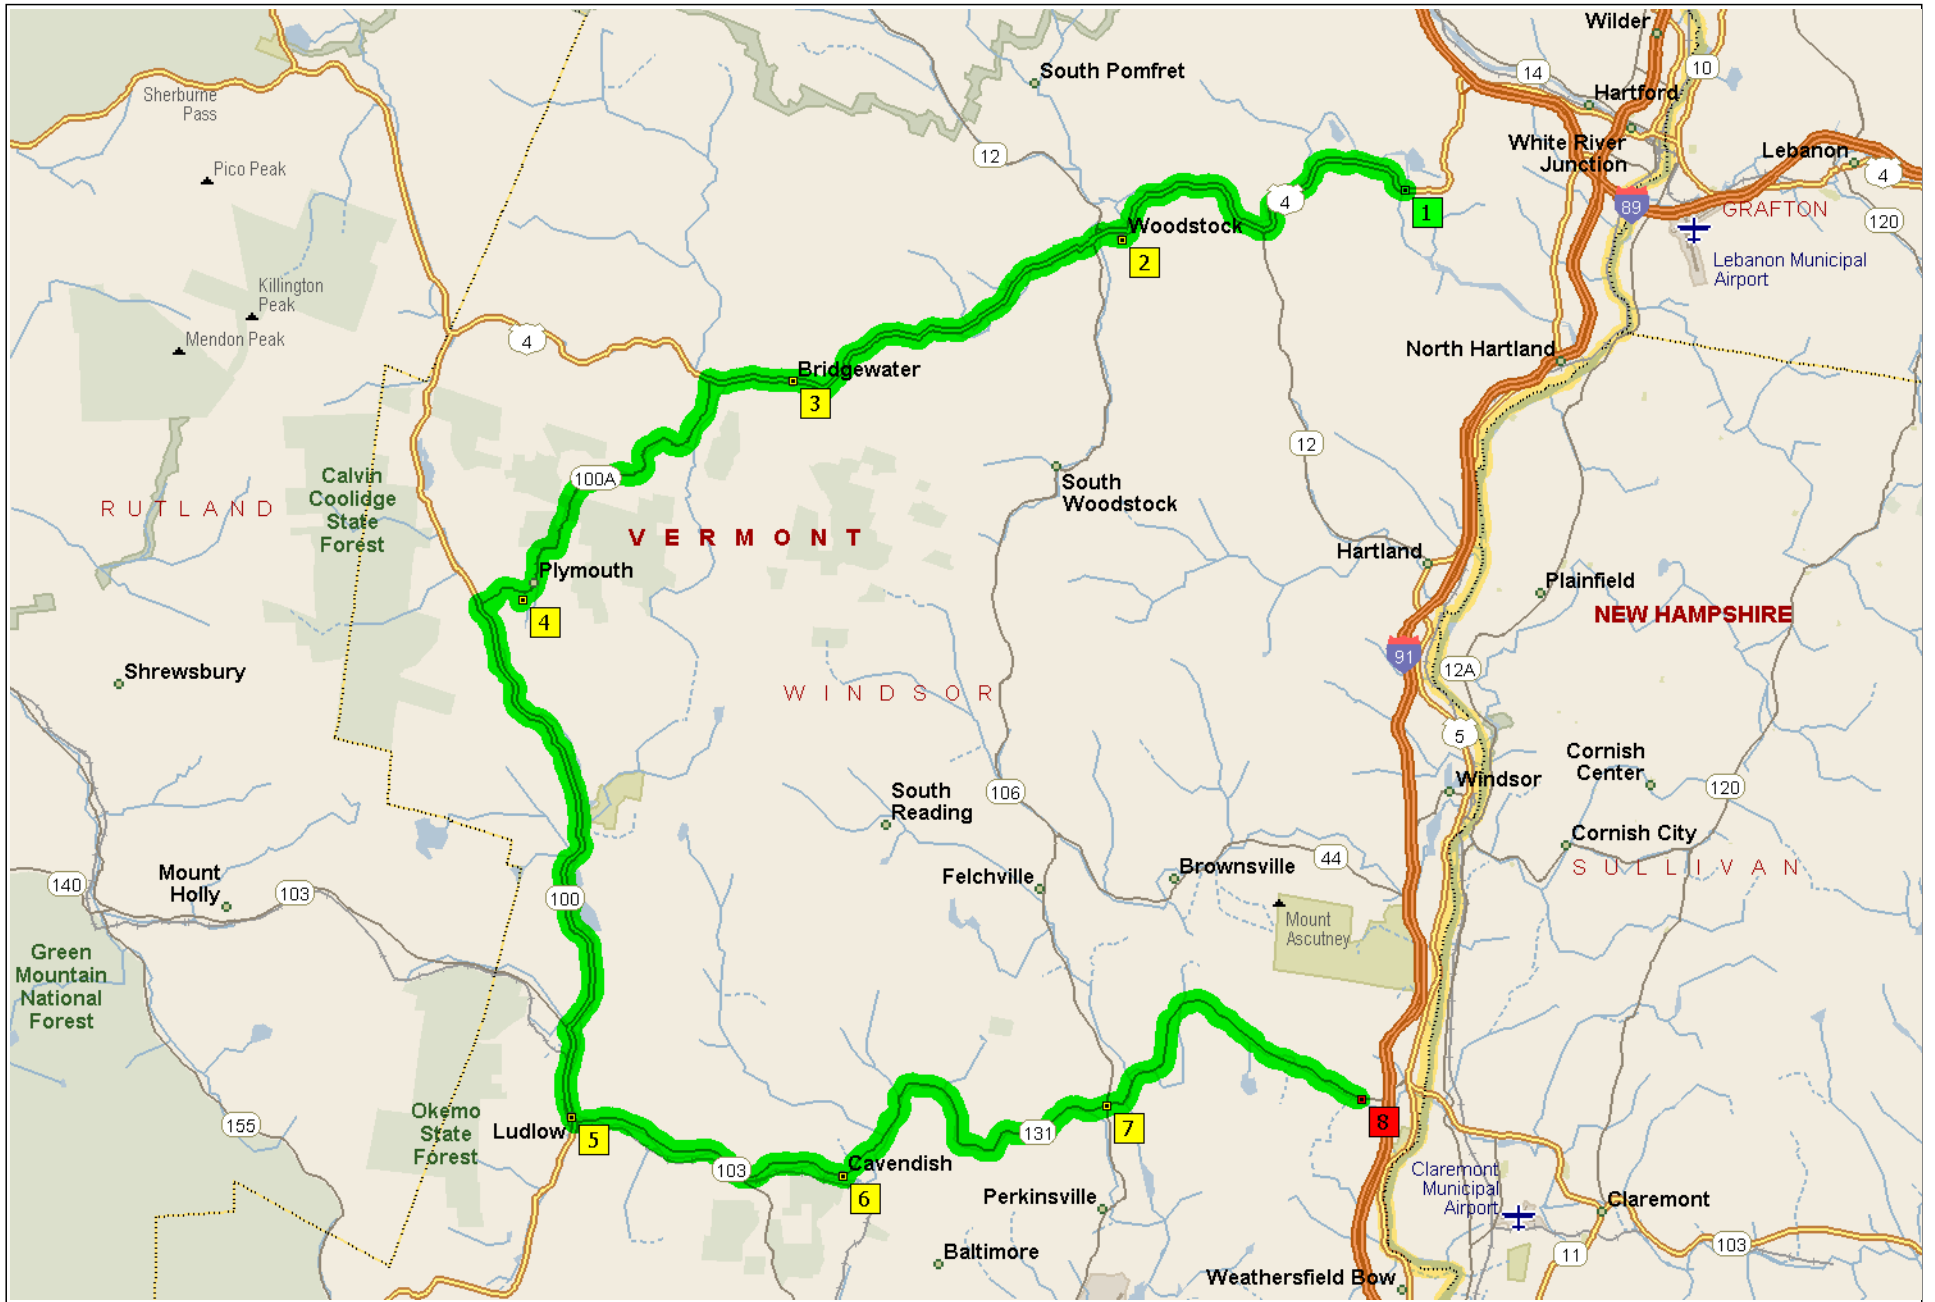 Wilder
South Pomfret
14
10
Sherburne
Pass
Hartford
12
White River
Junction
Lebanon
4
Pico Peak
4
1
89
GRAFTON
120
Woodstock
2
Lebanon Municipal
Airport
Killington
Peak
Mendon Peak
4
North Hartland
Bridgewater
3
12
Calvin
Coolidge
State
Forest
100A
South
Woodstock
RUTLAND
VERMONT
Hartland
Plymouth
4
Plainfield
NEW HAMPSHIRE
91
12A
Shrewsbury
WINDSOR
5
Cornish
Center
Windsor
120
South
Reading
106
Cornish City
44
Brownsville
SULLIVAN
Felchville
Mount
Holly
140
103
100
Mount
Ascutney
Green
Mountain
National
Forest
Okemo
State
Forest
155
Ludlow
5
131
7
8
103
Cavendish
6
Claremont
Municipal
Airport
Perkinsville
Claremont
Baltimore
11
103
Weathersfield Bow